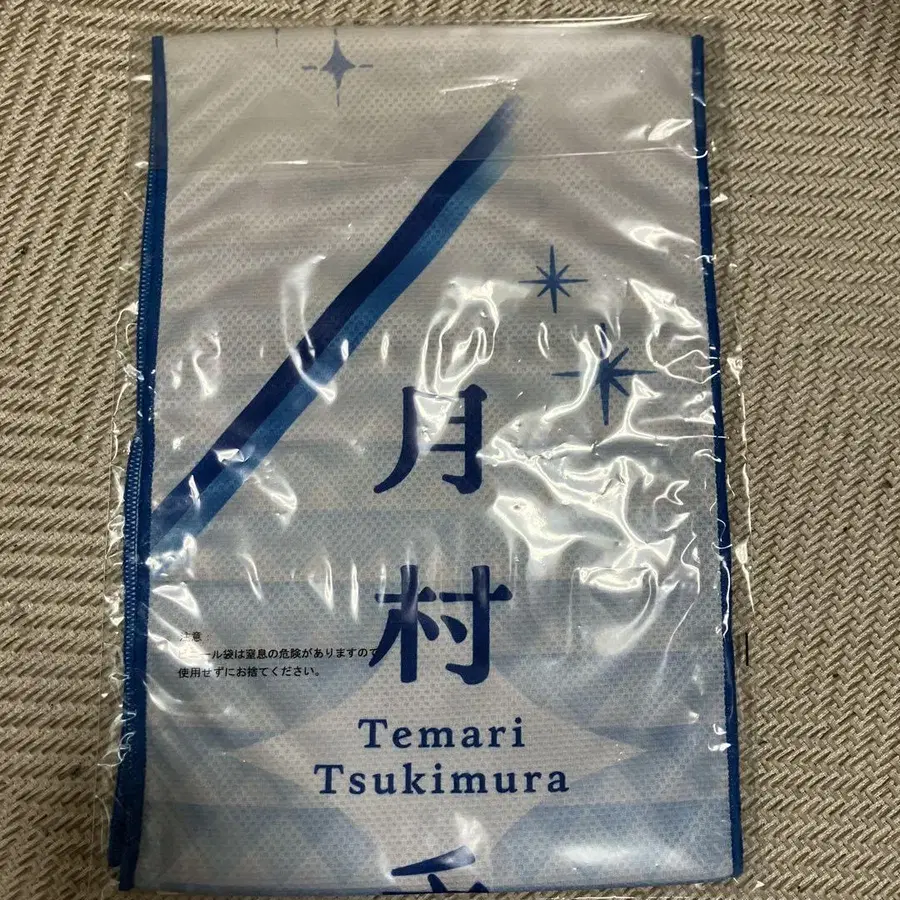 月
村
Temari
Tsukimura
注意
ール袋は窒息の危険がありますので
使用せずにお捨てください。